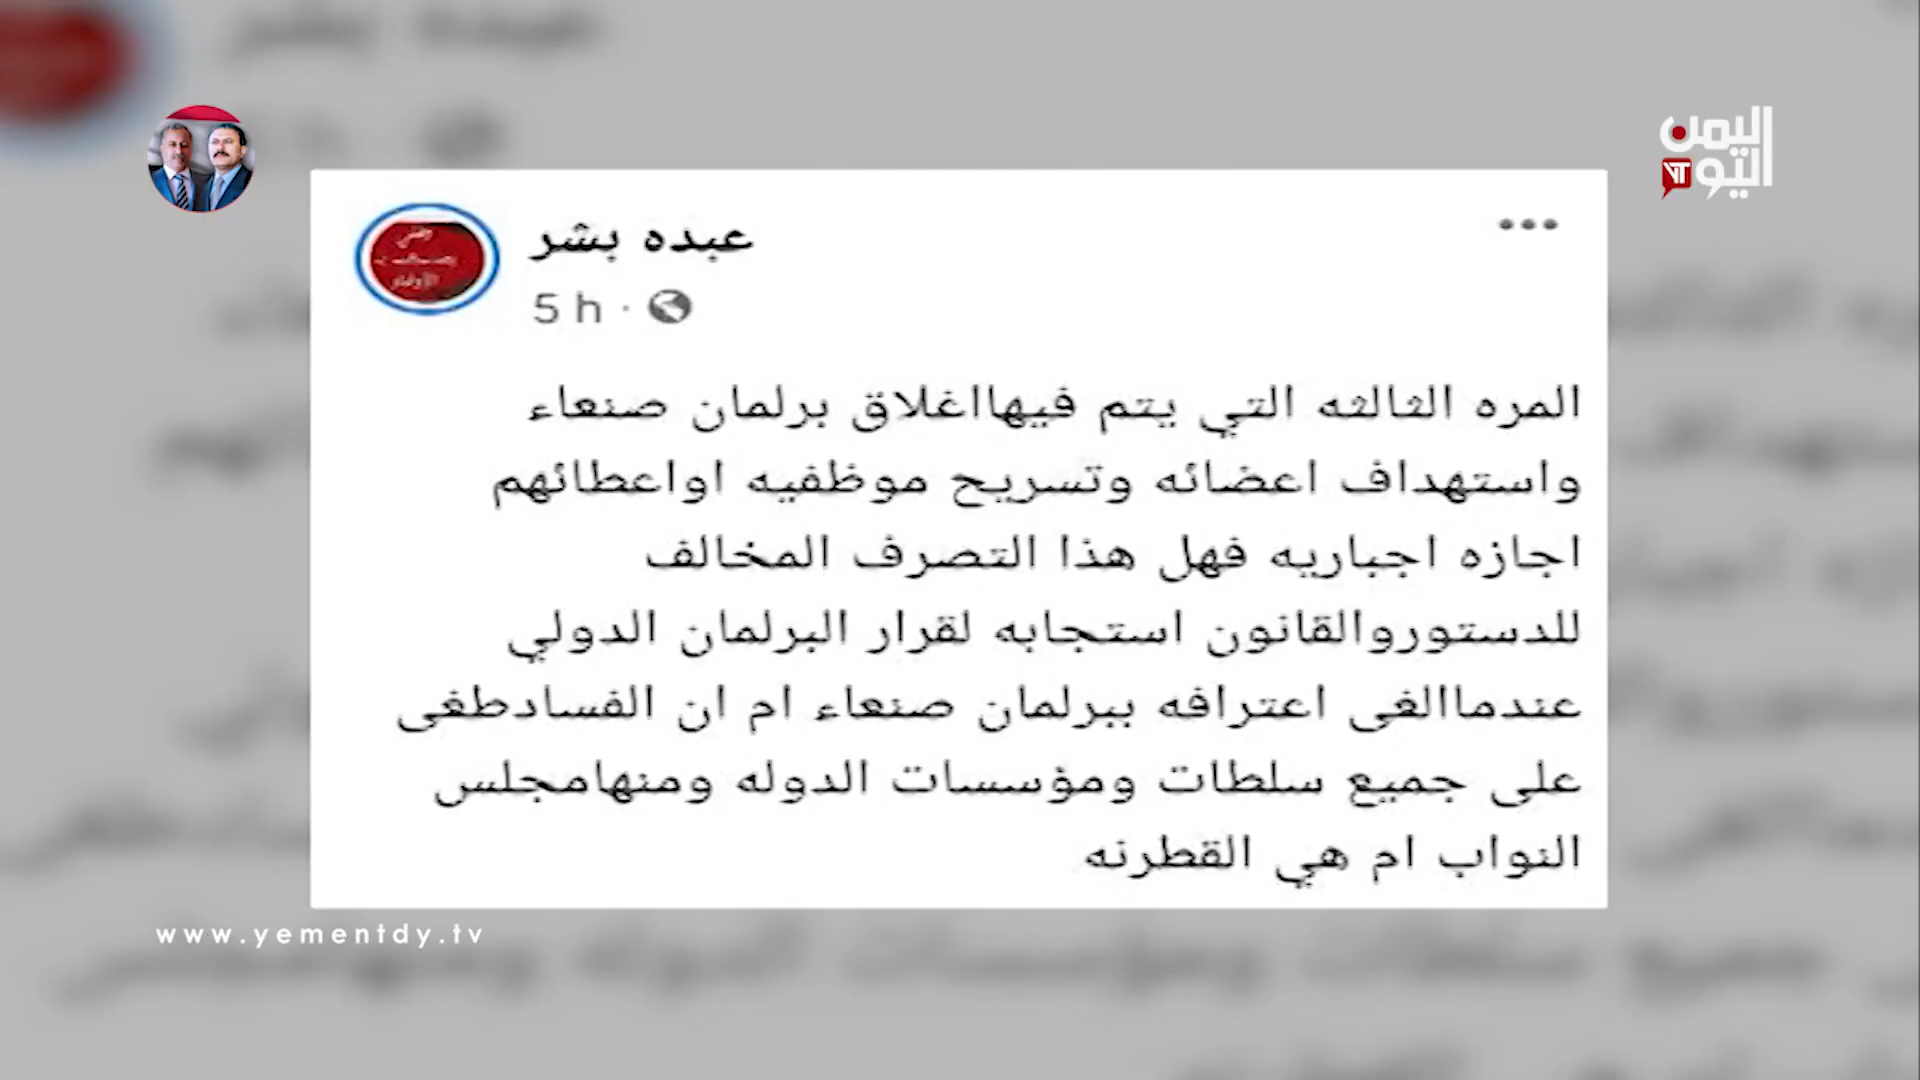 اليمن
اليوم
YT
عبده بشر
5 h
المره الثالثه التي يتم فيهااغلاق برلمان صنعاء
واستهداف اعضائه وتسريح موظفيه اواعطائهم
اجازه اجباريه فهل هذا التصرف المخالف
للدستوروالقانون استجابه لقرار البرلمان الدولي
عندماالغى اعترافه ببرلمان صنعاء ام ان الفسادطغى
على جميع سلطات ومؤسسات الدوله ومنهامجلس
النواب ام هي القطرنه
www.yementdy.tv